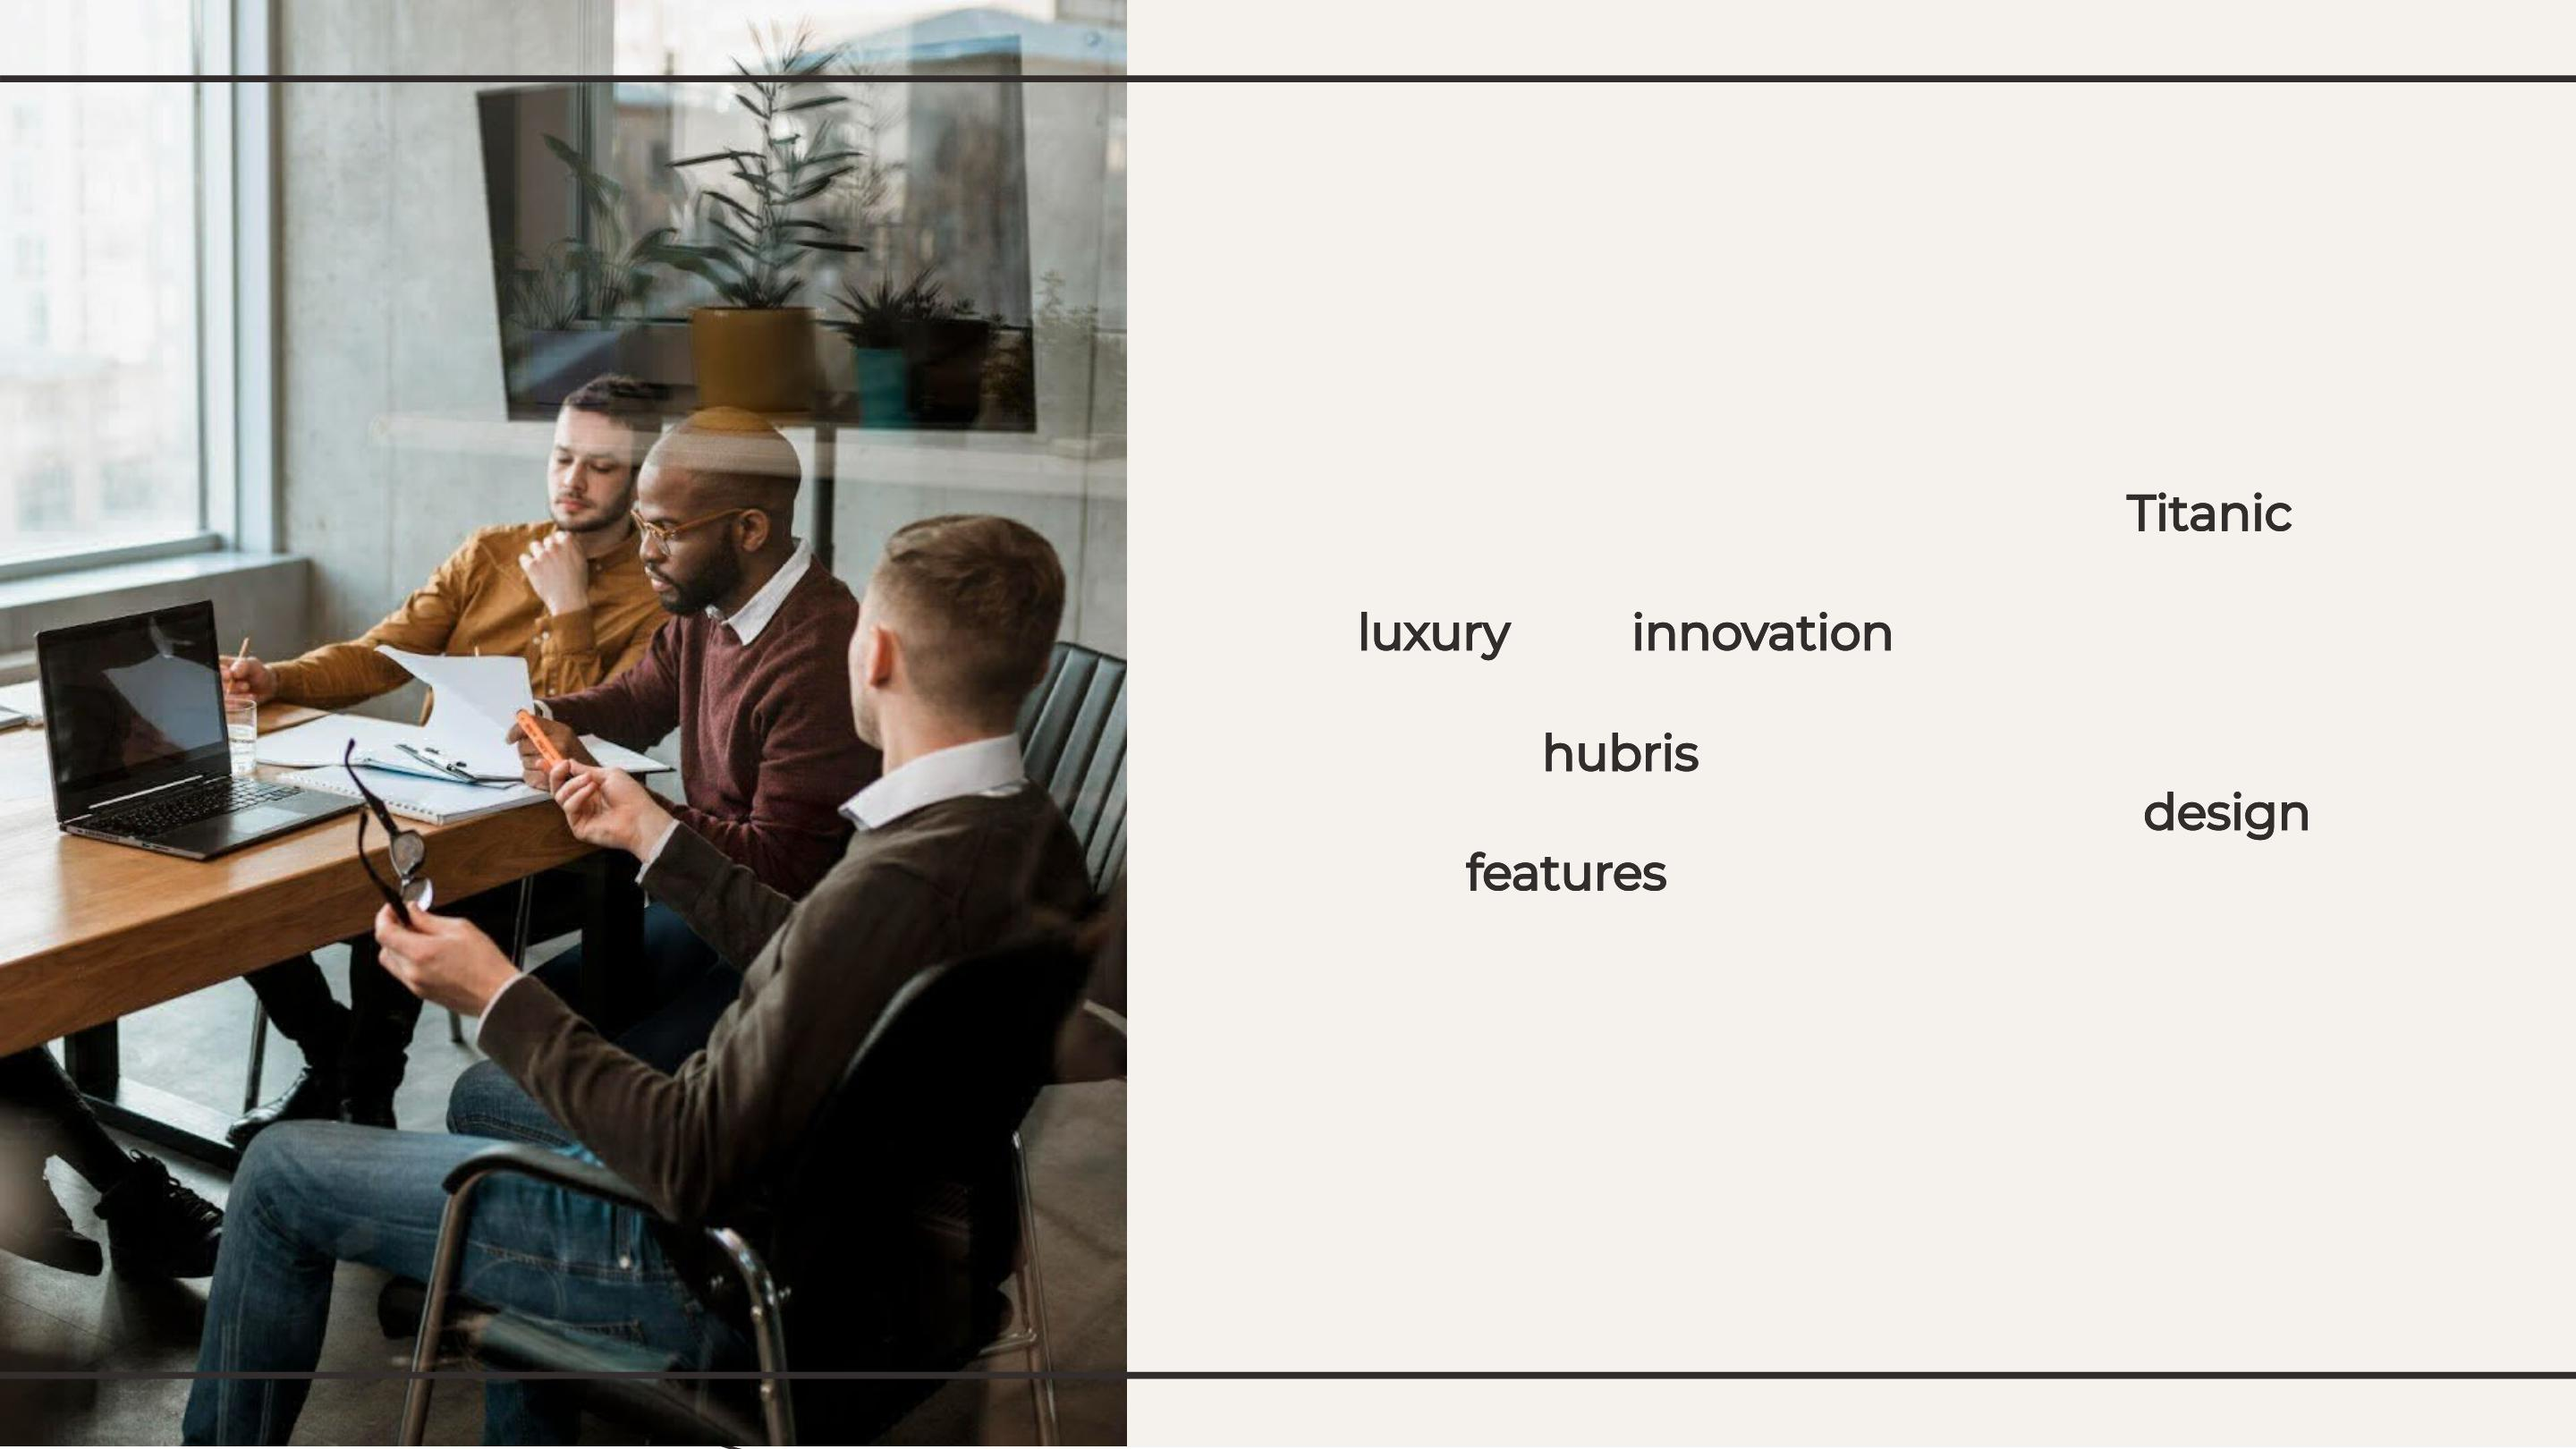 Titanic
luxury innovation
hubris
design
features